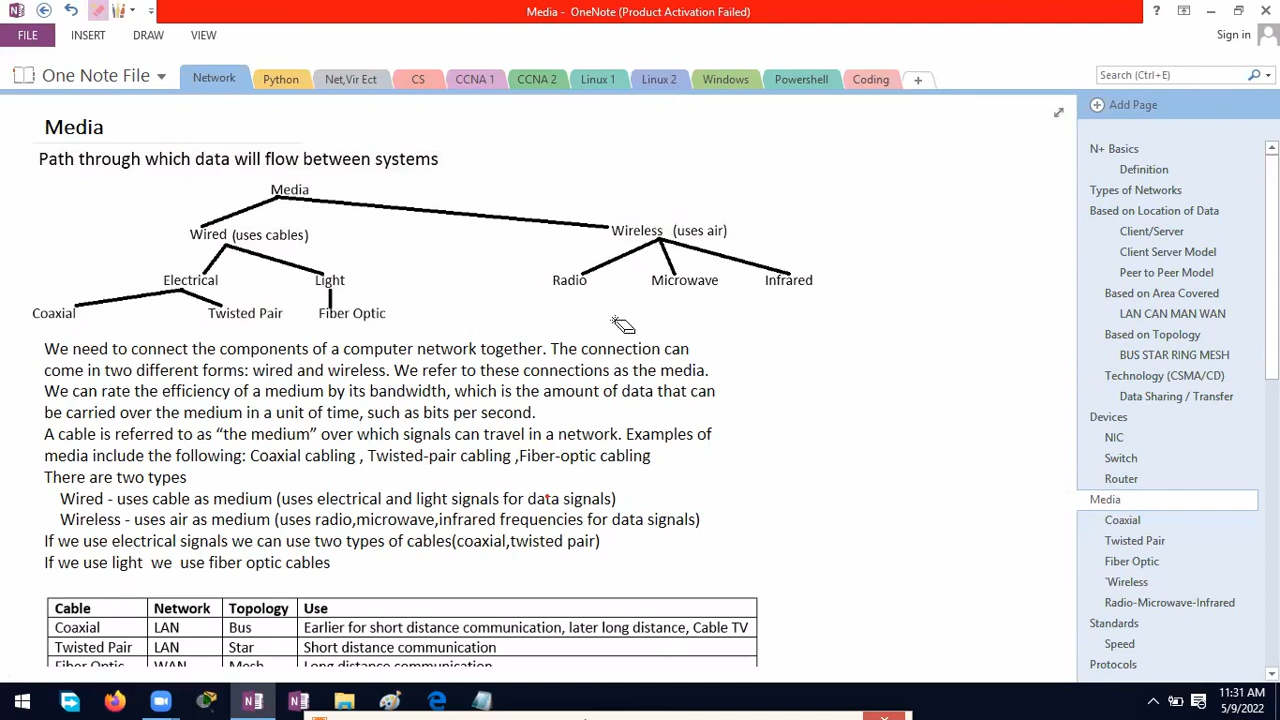 Media - OneNote (Product Activation Failed)
FILE INSERT DRAW VIEW
Sign in
One Note File Network Python Net,Vir Ect CS CCNA 1 CCNA 2 Linux 1 Linux 2 Windows Powershell Coding
Search (Ctrl+E)
Media
Path through which data will flow between systems
Media
Wired (uses cables) Wireless (uses air)
Electrical Light Radio Microwave Infrared
Coaxial Twisted Pair Fiber Optic
We need to connect the components of a computer network together. The connection can
come in two different forms: wired and wireless. We refer to these connections as the media.
We can rate the efficiency of a medium by its bandwidth, which is the amount of data that can
be carried over the medium in a unit of time, such as bits per second.
A cable is referred to as “the medium” over which signals can travel in a network. Examples of
media include the following: Coaxial cabling , Twisted-pair cabling ,Fiber-optic cabling
There are two types
Wired - uses cable as medium (uses electrical and light signals for data signals)
Wireless - uses air as medium (uses radio,microwave,infrared frequencies for data signals)
If we use electrical signals we can use two types of cables(coaxial,twisted pair)
If we use light we use fiber optic cables
Cable Network Topology Use
Coaxial LAN Bus Earlier for short distance communication, later long distance, Cable TV
Twisted Pair LAN Star Short distance communication
Fiber Optic WAN Mesh Long distance communication
Add Page
N+ Basics
Definition
Types of Networks
Based on Location of Data
Client/Server
Client Server Model
Peer to Peer Model
Based on Area Covered
LAN CAN MAN WAN
Based on Topology
BUS STAR RING MESH
Technology (CSMA/CD)
Data Sharing / Transfer
Devices
NIC
Switch
Router
Media
Coaxial
Twisted Pair
Fiber Optic
`Wireless
Radio-Microwave-Infrared
Standards
Speed
Protocols
11:31 AM
5/9/2022